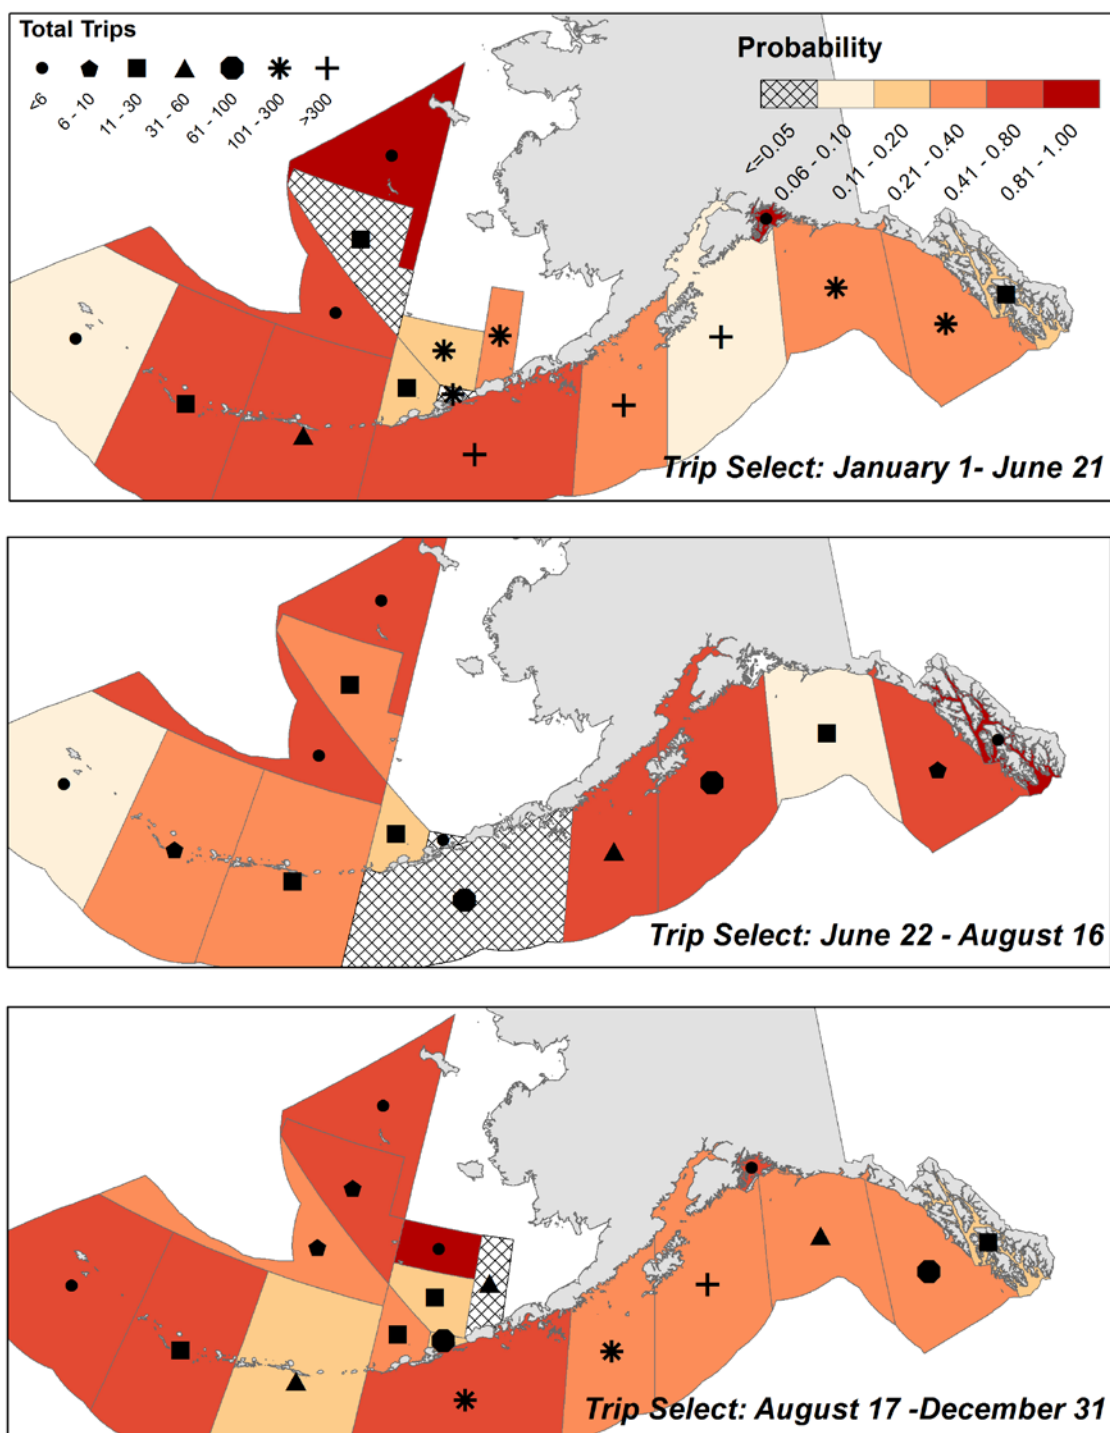 Total Trips
<6
6 - 10
11 - 30
31 - 60
61 - 100
101 - 300
>300
Probability
<=0.05
0.06 - 0.10
0.11 - 0.20
0.21 - 0.40
0.41 - 0.80
0.81 - 1.00
Trip Select: January 1- June 21
Trip Select: June 22 - August 16
Trip Select: August 17 -December 31